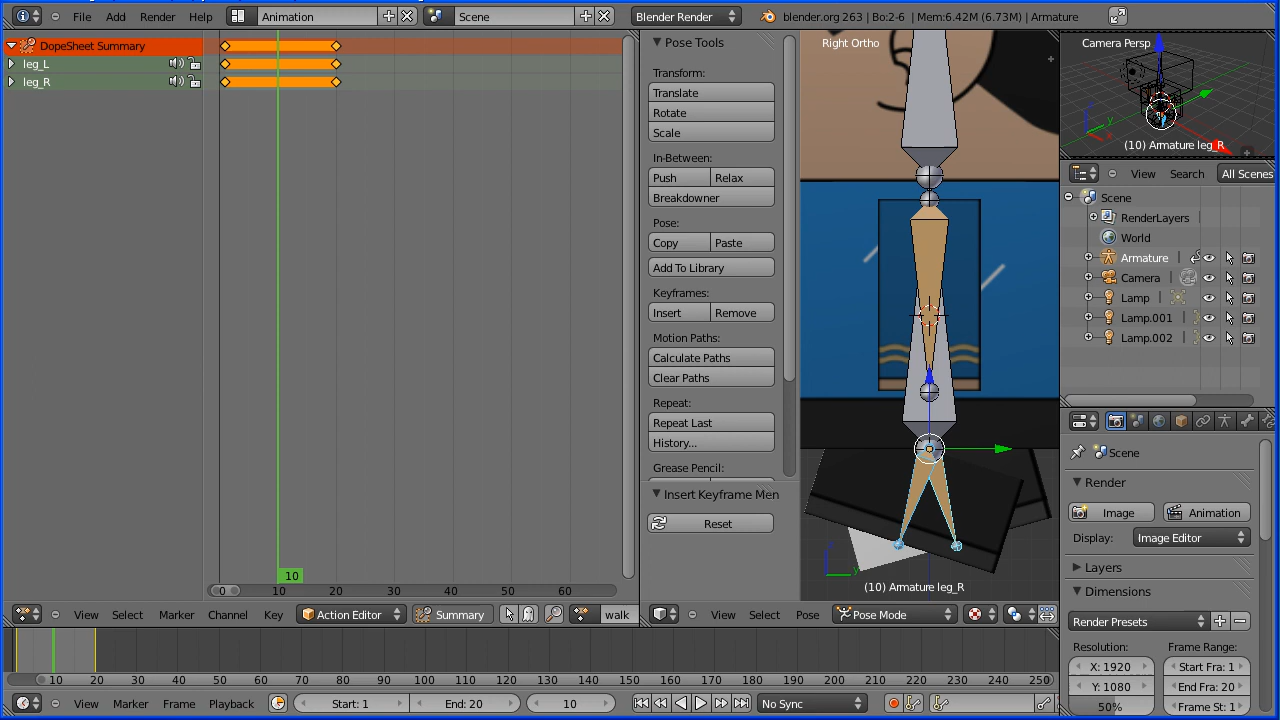 File Add Render Help Animation Scene Blender Render blender.org 263 | Bo:2-6 | Mem:6.42M (6.73M) | Armature
DopeSheet Summary
leg_L
leg_R
0 10 20 30 40 50 60
10
View Select Marker Channel Key Action Editor Summary walk
Pose Tools
Transform:
Translate
Rotate
Scale
In-Between:
Push Relax
Breakdowner
Pose:
Copy Paste
Add To Library
Keyframes:
Insert Remove
Motion Paths:
Calculate Paths
Clear Paths
Repeat:
Repeat Last
History...
Grease Pencil:
Insert Keyframe Men
Reset
Right Ortho
(10) Armature leg_R
View Select Pose Pose Mode
Camera Persp
(10) Armature leg_R
View Search All Scenes
Scene
RenderLayers
World
Armature
Camera
Lamp
Lamp.001
Lamp.002
Scene
Render
Image Animation
Display: Image Editor
Layers
Dimensions
Render Presets
Resolution: Frame Range:
X: 1920 Start Fra: 1
Y: 1080 End Fra: 20
50% Frame St: 1
10 20 30 40 50 60 70 80 90 100 110 120 130 140 150 160 170 180 190 200 210 220 230 240 250
View Marker Frame Playback Start: 1 End: 20 10 No Sync